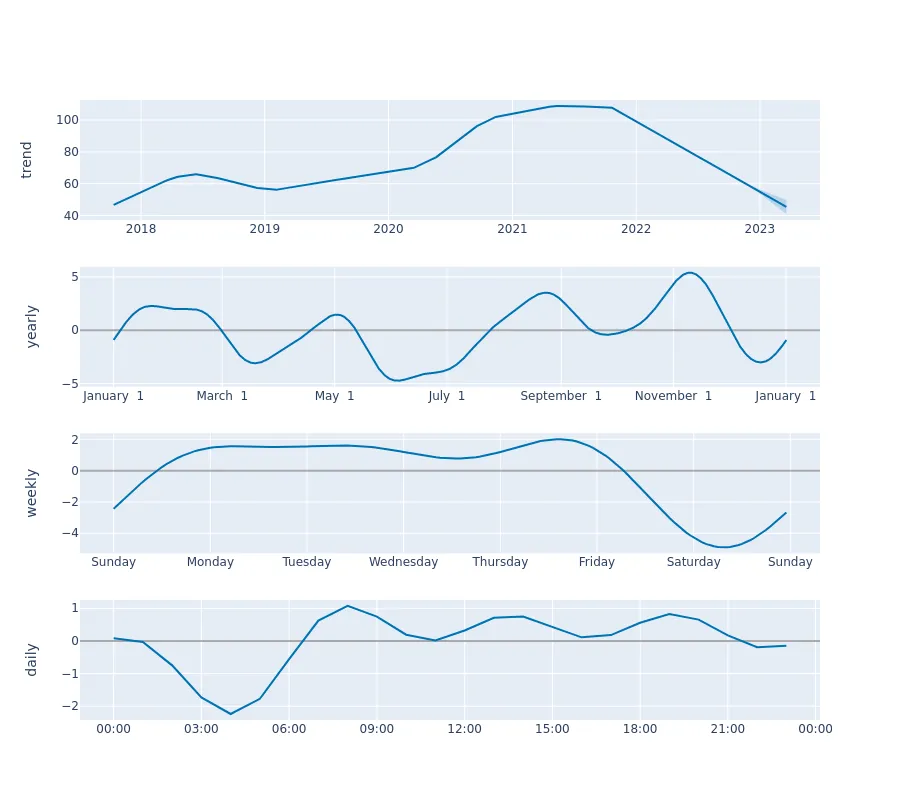 trend
100
80
60
40
2018 2019 2020 2021 2022 2023
yearly
5
0
−5
January 1 March 1 May 1 July 1 September 1 November 1 January 1
weekly
2
0
−2
−4
Sunday Monday Tuesday Wednesday Thursday Friday Saturday Sunday
daily
1
0
−1
−2
00:00 03:00 06:00 09:00 12:00 15:00 18:00 21:00 00:00